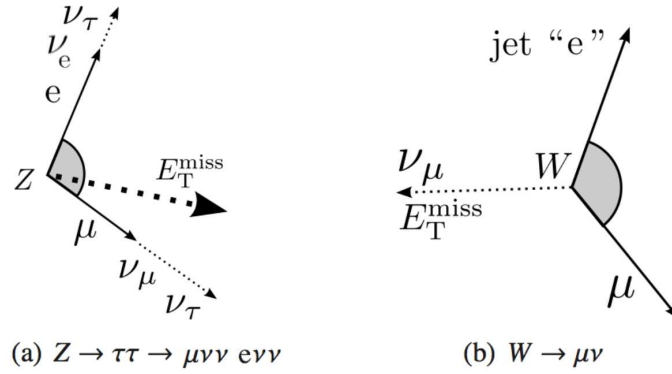 ν_τ
ν_e
e
Z
E_T^miss
μ
ν_μ
ν_τ
(a) Z → ττ → μνν eνν
jet “e”
ν_μ
W
E_T^miss
μ
(b) W → μν